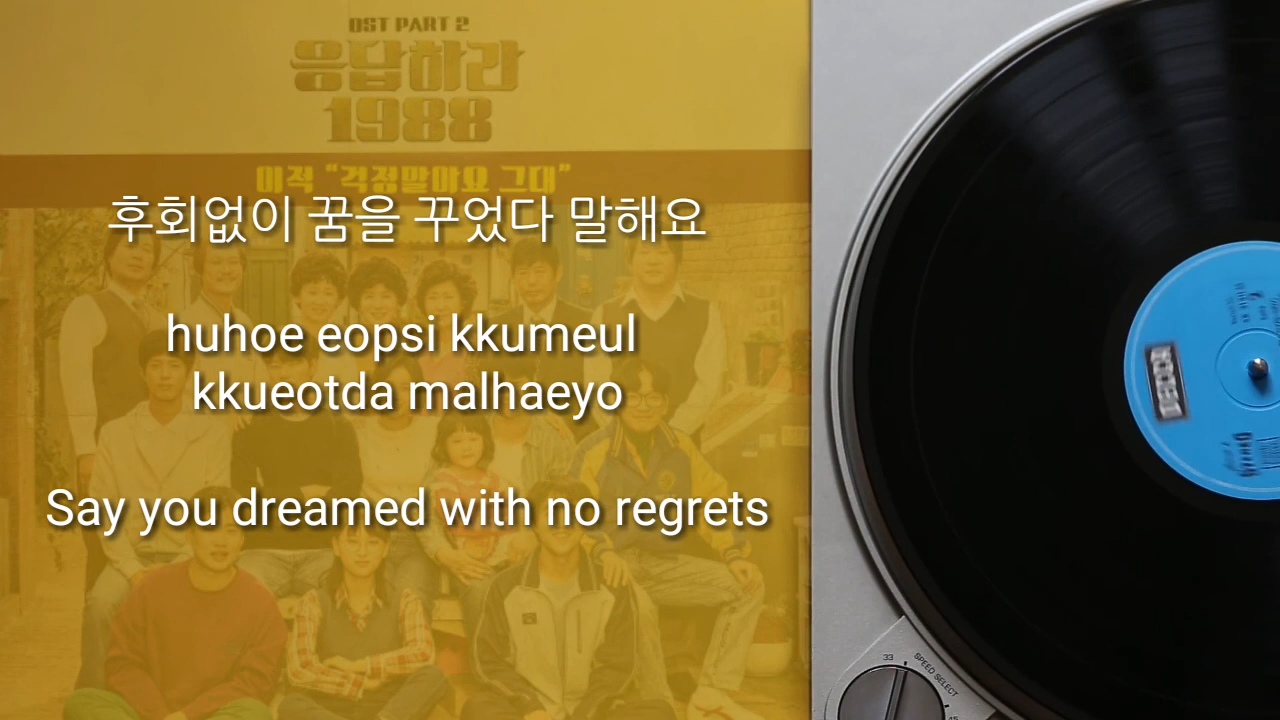 OST PART 2
응답하라
1988
이적 "걱정말아요 그대"
후회없이 꿈을 꾸었다 말해요
huhoe eopsi kkumeul
kkueotda malhaeyo
Say you dreamed with no regrets
33
SPEED SELECT
45